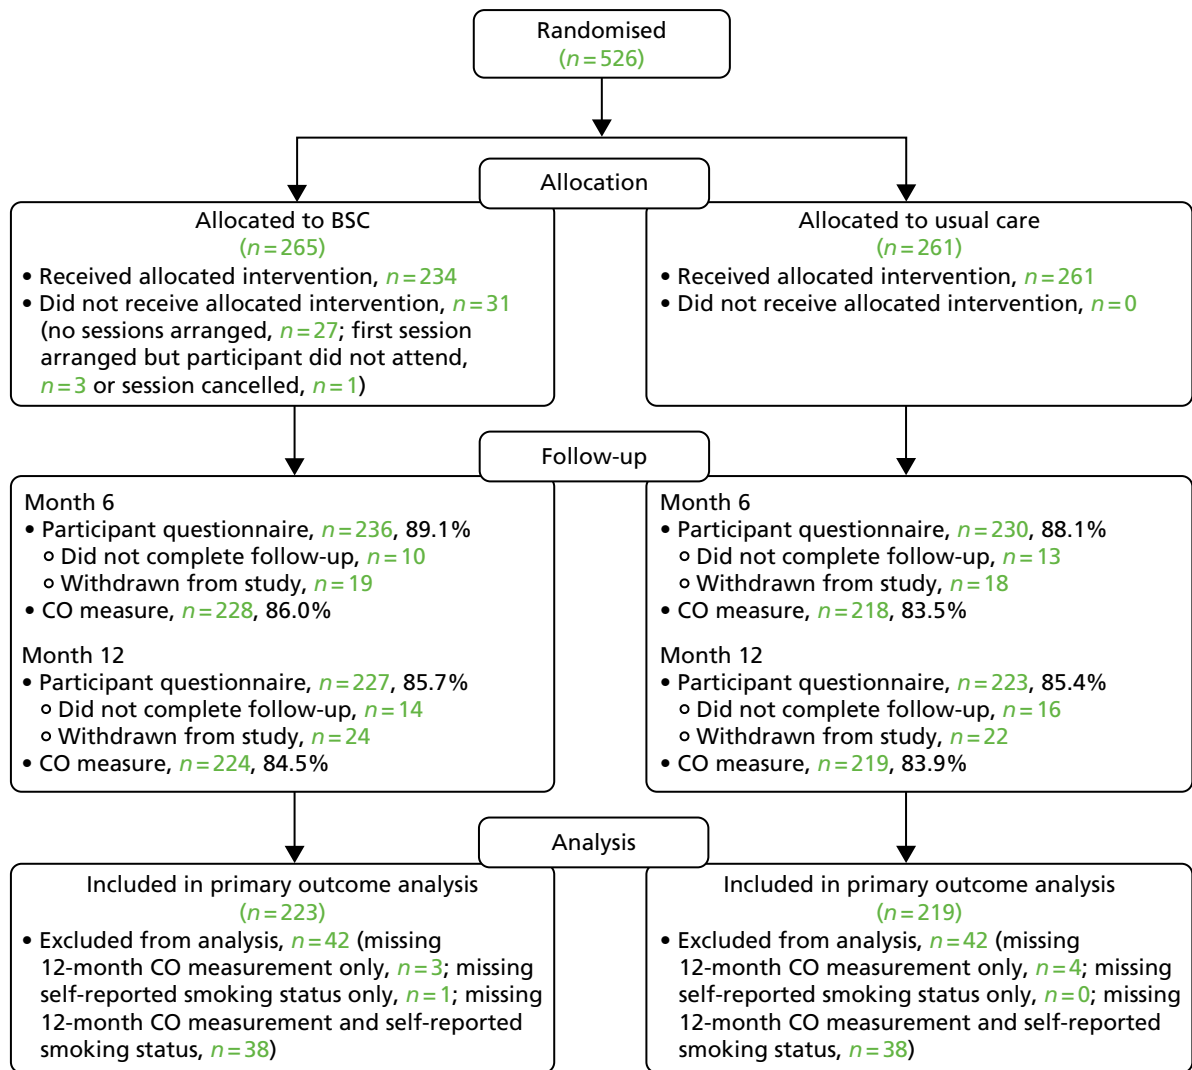 Randomised
(n=526)
Allocation
Allocated to BSC
(n=265)
• Received allocated intervention, n=234
• Did not receive allocated intervention, n=31
(no sessions arranged, n=27; first session
arranged but participant did not attend,
n=3 or session cancelled, n=1)
Allocated to usual care
(n=261)
• Received allocated intervention, n=261
• Did not receive allocated intervention, n=0
Follow-up
Month 6
• Participant questionnaire, n=236, 89.1%
o Did not complete follow-up, n=10
o Withdrawn from study, n=19
• CO measure, n=228, 86.0%
Month 12
• Participant questionnaire, n=227, 85.7%
o Did not complete follow-up, n=14
o Withdrawn from study, n=24
• CO measure, n=224, 84.5%
Month 6
• Participant questionnaire, n=230, 88.1%
o Did not complete follow-up, n=13
o Withdrawn from study, n=18
• CO measure, n=218, 83.5%
Month 12
• Participant questionnaire, n=223, 85.4%
o Did not complete follow-up, n=16
o Withdrawn from study, n=22
• CO measure, n=219, 83.9%
Analysis
Included in primary outcome analysis
(n=223)
• Excluded from analysis, n=42 (missing
12-month CO measurement only, n=3; missing
self-reported smoking status only, n=1; missing
12-month CO measurement and self-reported
smoking status, n=38)
Included in primary outcome analysis
(n=219)
• Excluded from analysis, n=42 (missing
12-month CO measurement only, n=4; missing
self-reported smoking status only, n=0; missing
12-month CO measurement and self-reported
smoking status, n=38)